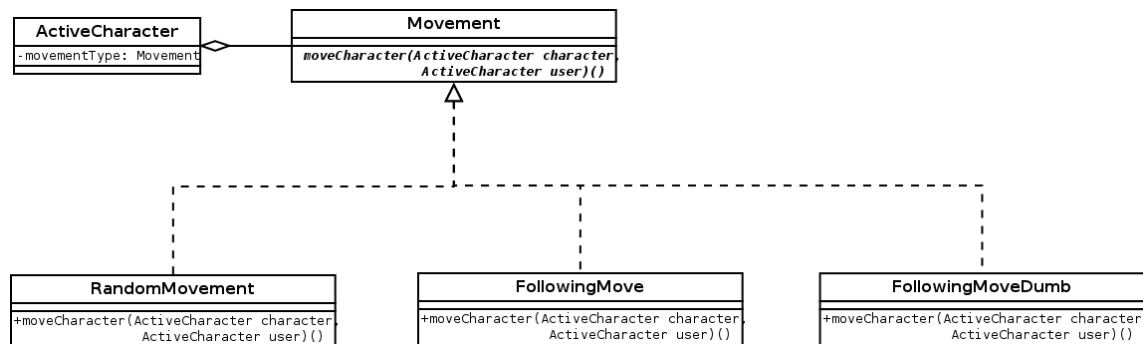 ActiveCharacter
-movementType: Movement
Movement
moveCharacter(ActiveCharacter character,
ActiveCharacter user)()
RandomMovement
+moveCharacter(ActiveCharacter character,
ActiveCharacter user)()
FollowingMove
+moveCharacter(ActiveCharacter character,
ActiveCharacter user)()
FollowingMoveDumb
+moveCharacter(ActiveCharacter character,
ActiveCharacter user)()